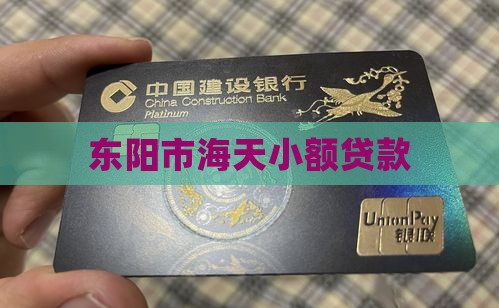 中国建设银行
China Construction Bank
Platinum
东阳市海天小额贷款
UnionPay
银联